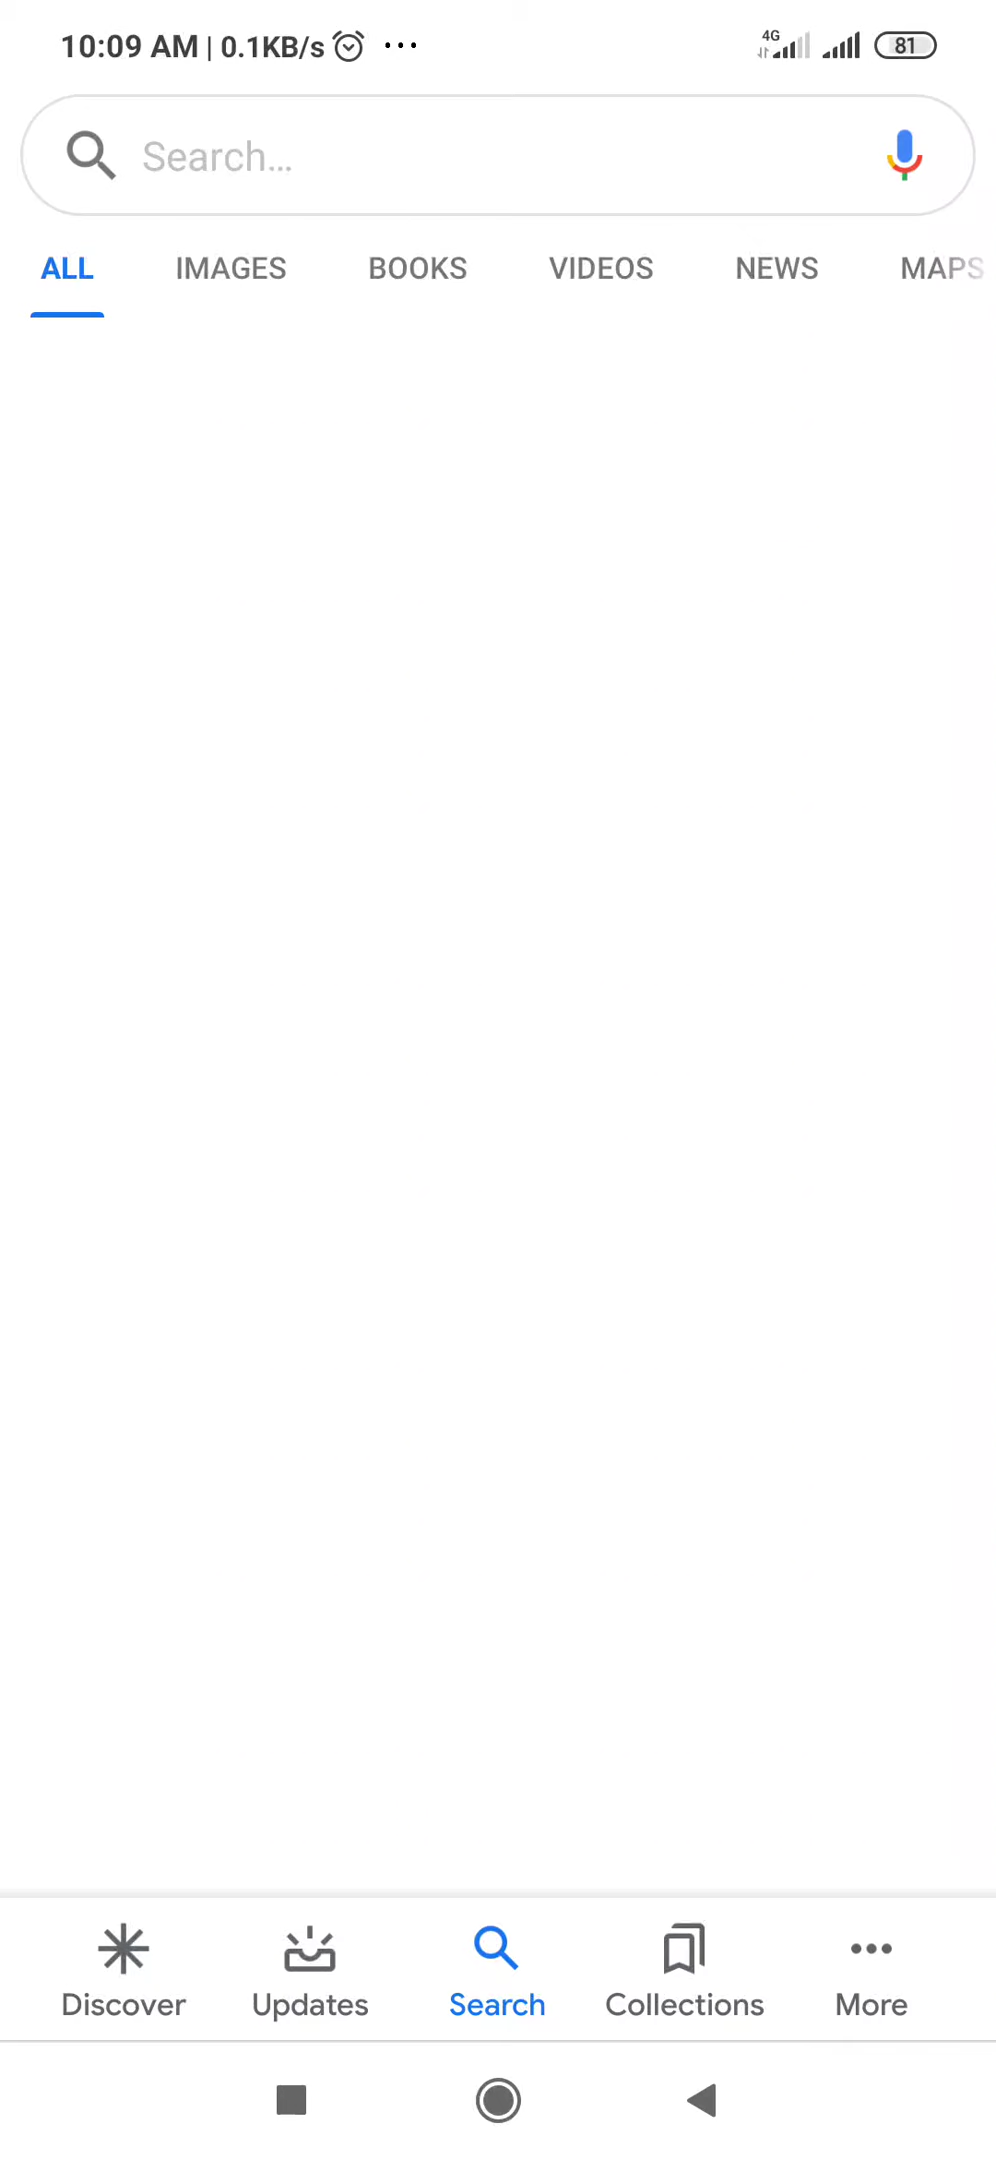 10:09 AM | 0.1KB/s ... 4G 81
Search...
ALL IMAGES BOOKS VIDEOS NEWS MAPS
Discover Updates Search Collections More